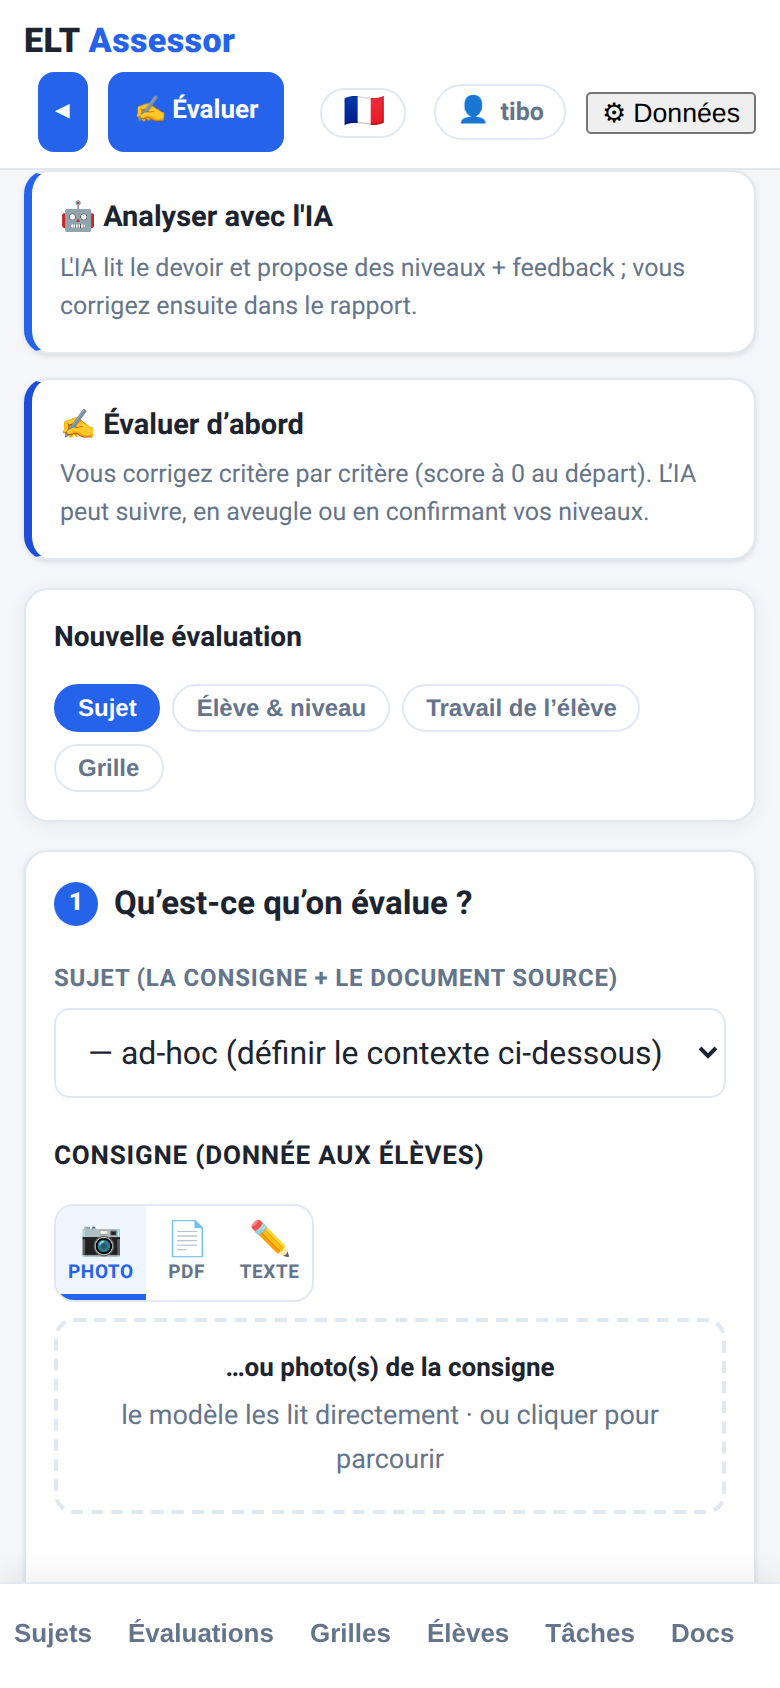 ELT Assessor
◄ ✍️ Évaluer 🇫🇷 👤 tibo ⚙ Données
🤖 Analyser avec l'IA
L'IA lit le devoir et propose des niveaux + feedback ; vous
corrigez ensuite dans le rapport.
✍️ Évaluer d’abord
Vous corrigez critère par critère (score à 0 au départ). L’IA
peut suivre, en aveugle ou en confirmant vos niveaux.
Nouvelle évaluation
Sujet Élève & niveau Travail de l’élève
Grille
1 Qu’est-ce qu’on évalue ?
SUJET (LA CONSIGNE + LE DOCUMENT SOURCE)
— ad-hoc (définir le contexte ci-dessous)
CONSIGNE (DONNÉE AUX ÉLÈVES)
PHOTO PDF TEXTE
…ou photo(s) de la consigne
le modèle les lit directement · ou cliquer pour
parcourir
Sujets Évaluations Grilles Élèves Tâches Docs